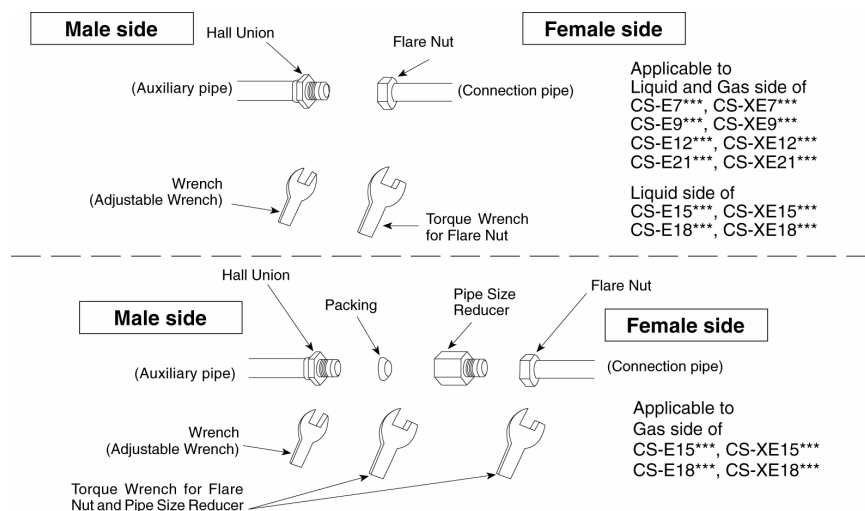 Male side
Hall Union
Flare Nut
Female side
(Auxiliary pipe)
(Connection pipe)
Applicable to
Liquid and Gas side of
CS-E7***, CS-XE7***
CS-E9***, CS-XE9***
CS-E12***, CS-XE12***
CS-E21***, CS-XE21***
Liquid side of
CS-E15***, CS-XE15***
CS-E18***, CS-XE18***
Wrench
(Adjustable Wrench)
Torque Wrench
for Flare Nut
Hall Union
Male side
Packing
Pipe Size
Reducer
Flare Nut
Female side
(Auxiliary pipe)
(Connection pipe)
Wrench
(Adjustable Wrench)
Applicable to
Gas side of
CS-E15***, CS-XE15***
CS-E18***, CS-XE18***
Torque Wrench for Flare
Nut and Pipe Size Reducer